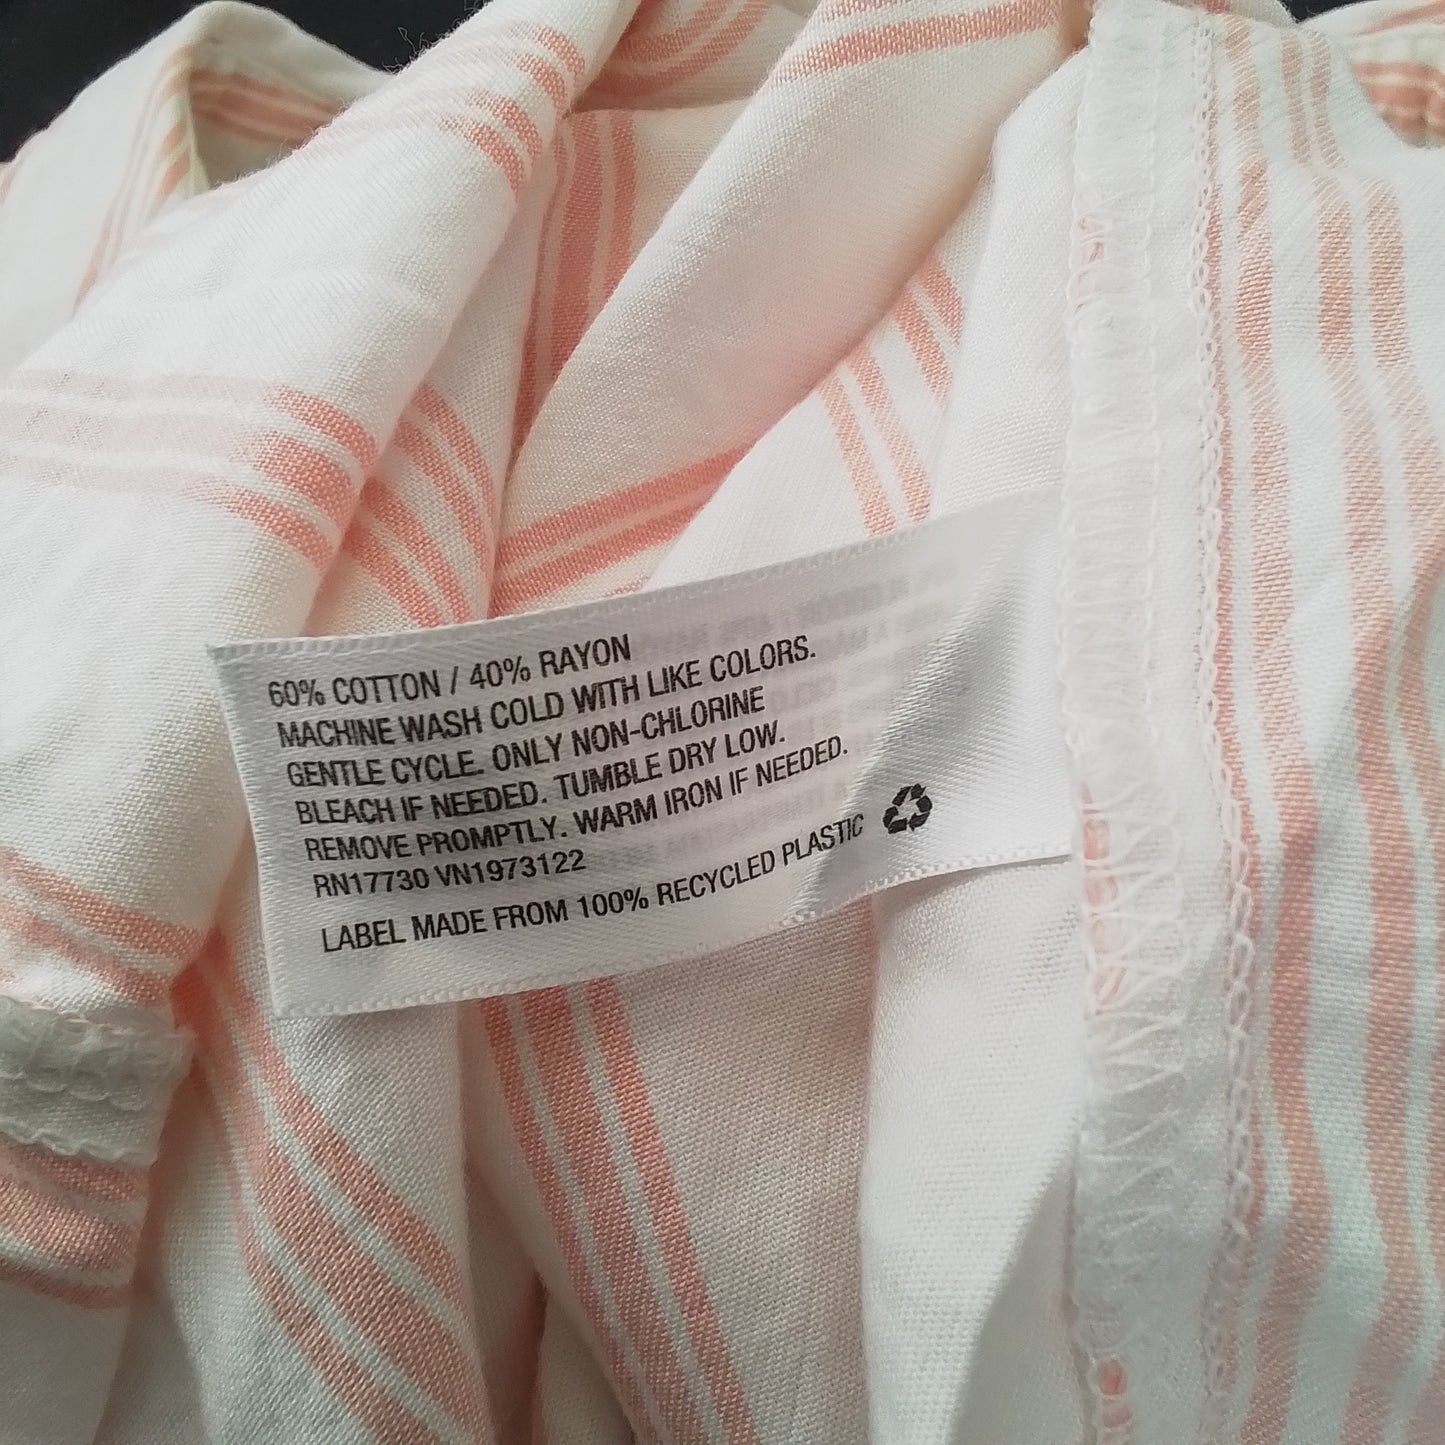 60% COTTON / 40% RAYON
MACHINE WASH COLD WITH LIKE COLORS.
GENTLE CYCLE. ONLY NON-CHLORINE
BLEACH IF NEEDED. TUMBLE DRY LOW.
REMOVE PROMPTLY. WARM IRON IF NEEDED.
RN17730 VN1973122
LABEL MADE FROM 100% RECYCLED PLASTIC